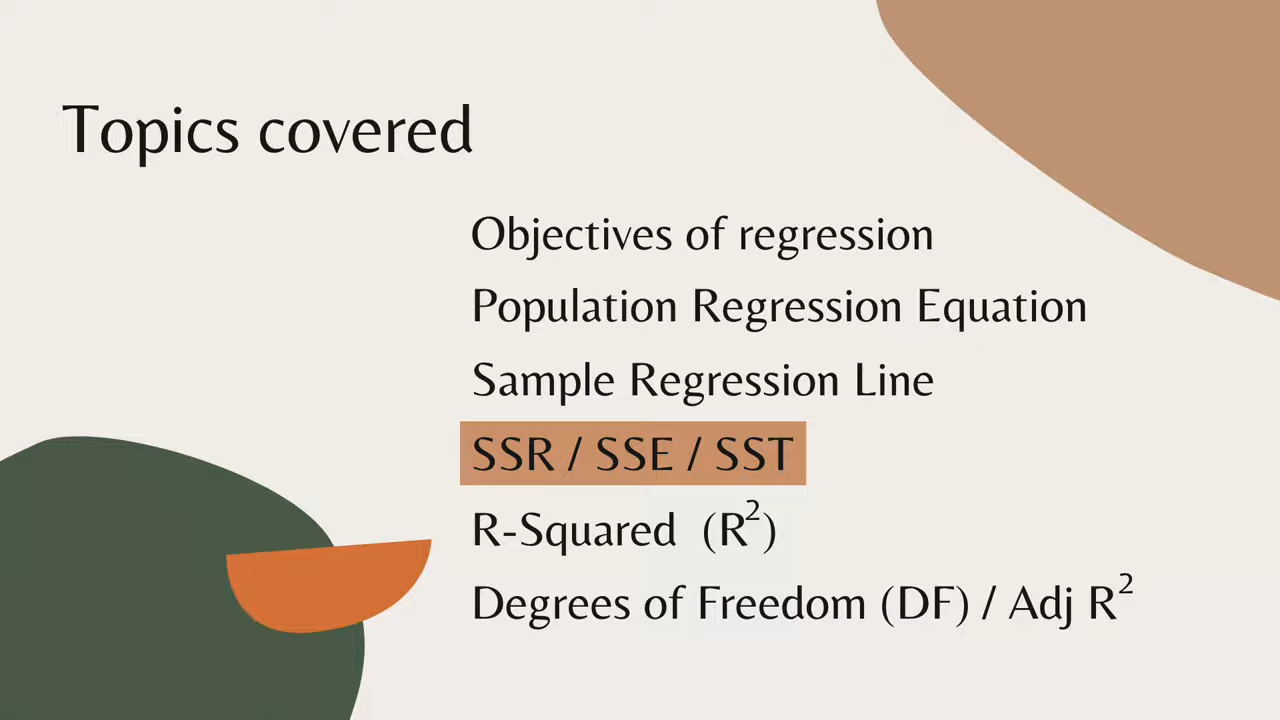 Topics covered
Objectives of regression
Population Regression Equation
Sample Regression Line
SSR / SSE / SST
R-Squared (R²)
Degrees of Freedom (DF) / Adj R²